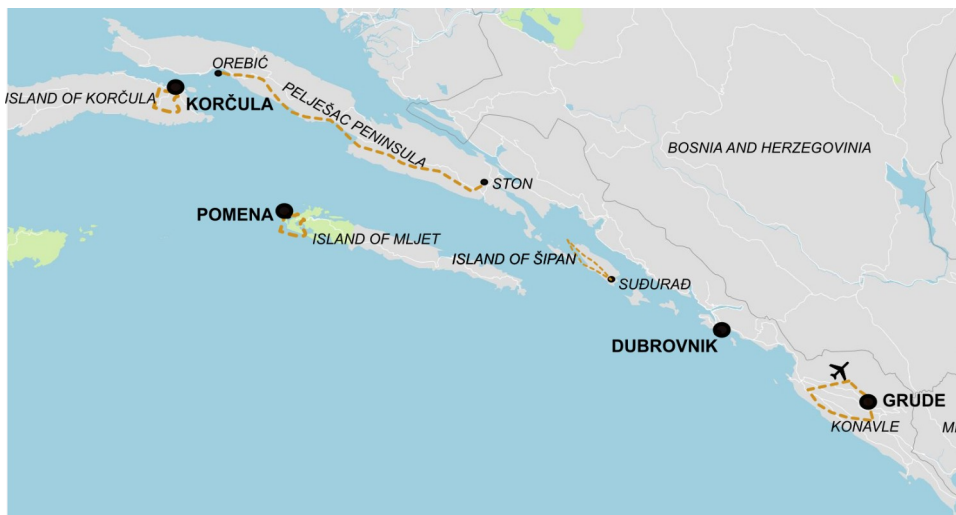 OREBIĆ
ISLAND OF KORČULA
KORČULA
PELJEŠAC PENINSULA
BOSNIA AND HERZEGOVINIA
STON
POMENA
ISLAND OF MLJET
ISLAND OF ŠIPAN
SUĐURAĐ
DUBROVNIK
GRUDE
KONAVLE